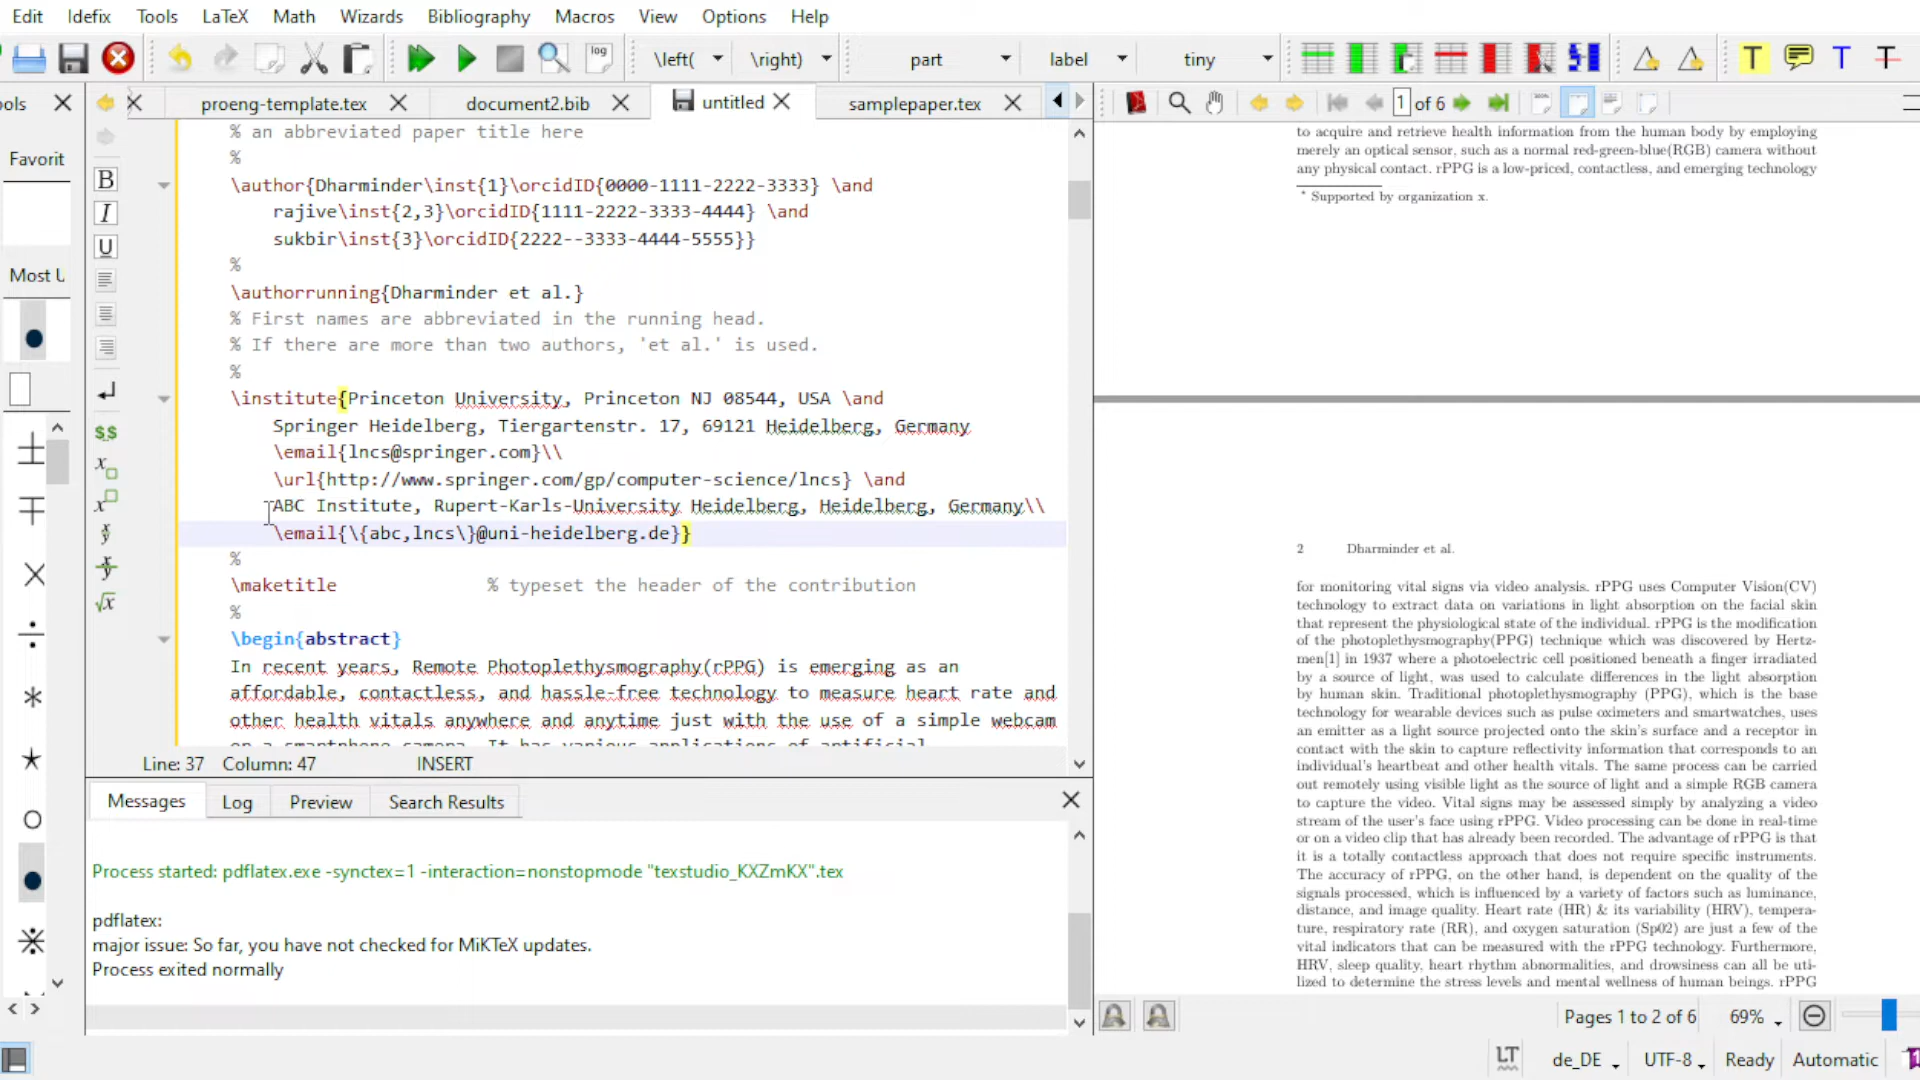 Edit Idefix Tools LaTeX Math Wizards Bibliography Macros View Options Help
log \left( \right) part label tiny T T T
ools proeng-template.tex document2.bib untitled samplepaper.tex 1 of 6
Favorit
Most U
B
I
U
$$
% an abbreviated paper title here
%
\author{Dharminder\inst{1}\orcidID{0000-1111-2222-3333} \and
rajive\inst{2,3}\orcidID{1111-2222-3333-4444} \and
sukbir\inst{3}\orcidID{2222--3333-4444-5555}}
%
\authorrunning{Dharminder et al.}
% First names are abbreviated in the running head.
% If there are more than two authors, 'et al.' is used.
%
\institute{Princeton University, Princeton NJ 08544, USA \and
Springer Heidelberg, Tiergartenstr. 17, 69121 Heidelberg, Germany
\email{lncs@springer.com}\\
\url{http://www.springer.com/gp/computer-science/lncs} \and
ABC Institute, Rupert-Karls-University Heidelberg, Heidelberg, Germany\\
\email{\{abc,lncs\}@uni-heidelberg.de}}
%
\maketitle % typeset the header of the contribution
%
\begin{abstract}
In recent years, Remote Photoplethysmography(rPPG) is emerging as an
affordable, contactless, and hassle-free technology to measure heart rate and
other health vitals anywhere and anytime just with the use of a simple webcam
or a smartphone camera. It has various applications of artificial
Line: 37 Column: 47 INSERT
Messages Log Preview Search Results
Process started: pdflatex.exe -synctex=1 -interaction=nonstopmode "texstudio_KXZmKX".tex
pdflatex:
major issue: So far, you have not checked for MiKTeX updates.
Process exited normally
to acquire and retrieve health information from the human body by employing
merely an optical sensor, such as a normal red-green-blue(RGB) camera without
any physical contact. rPPG is a low-priced, contactless, and emerging technology
* Supported by organization x.
2 Dharminder et al.
for monitoring vital signs via video analysis. rPPG uses Computer Vision(CV)
technology to extract data on variations in light absorption on the facial skin
that represent the physiological state of the individual. rPPG is the modification
of the photoplethysmography(PPG) technique which was discovered by Hertz-
men[1] in 1937 where a photoelectric cell positioned beneath a finger irradiated
by a source of light, was used to calculate differences in the light absorption
by human skin. Traditional photoplethysmography (PPG), which is the base
technology for wearable devices such as pulse oximeters and smartwatches, uses
an emitter as a light source projected onto the skin's surface and a receptor in
contact with the skin to capture reflectivity information that corresponds to an
individual's heartbeat and other health vitals. The same process can be carried
out remotely using visible light as the source of light and a simple RGB camera
to capture the video. Vital signs may be assessed simply by analyzing a video
stream of the user's face using rPPG. Video processing can be done in real-time
or on a video clip that has already been recorded. The advantage of rPPG is that
it is a totally contactless approach that does not require specific instruments.
The accuracy of rPPG, on the other hand, is dependent on the quality of the
signals processed, which is influenced by a variety of factors such as luminance,
distance, and image quality. Heart rate (HR) & its variability (HRV), tempera-
ture, respiratory rate (RR), and oxygen saturation (Sp02) are just a few of the
vital indicators that can be measured with the rPPG technology. Furthermore,
HRV, sleep quality, heart rhythm abnormalities, and drowsiness can all be uti-
lized to determine the stress levels and mental wellness of human beings. rPPG
Pages 1 to 2 of 6 69%
LT de_DE UTF-8 Ready Automatic